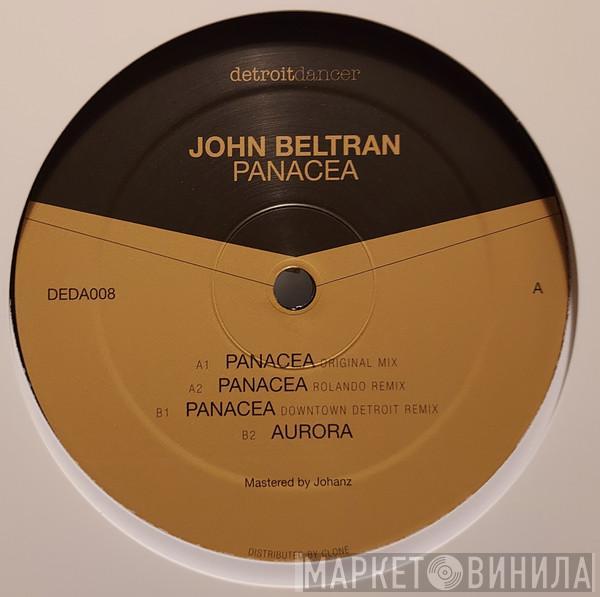 detroitdancer
JOHN BELTRAN
PANACEA
DEDA008
A
A1 PANACEA ORIGINAL MIX
A2 PANACEA ROLANDO REMIX
B1 PANACEA DOWNTOWN DETROIT REMIX
B2 AURORA
Mastered by Johanz
DISTRIBUTED BY CLONE
МАРКЕТ ВИНИЛА